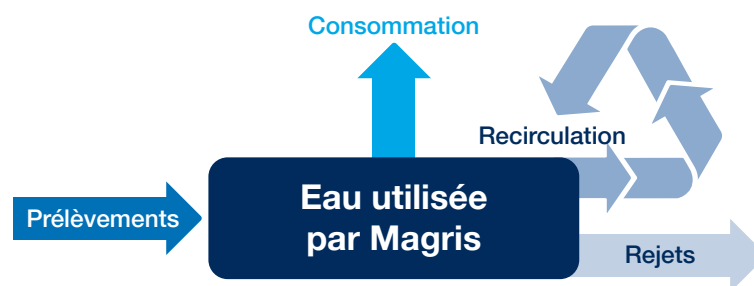 Consommation
Recirculation
Prélèvements
Eau utilisée
par Magris
Rejets